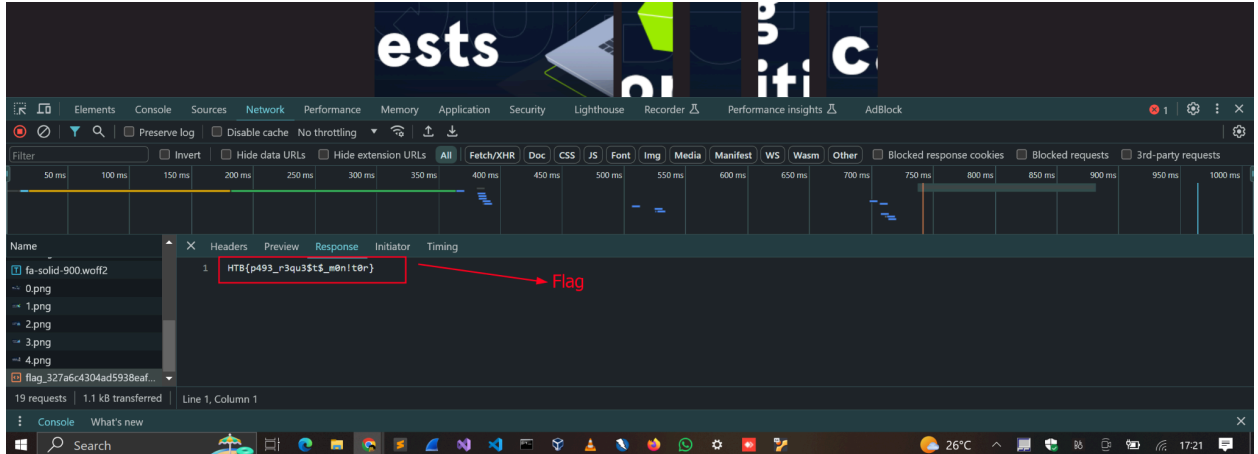 ests
Elements Console Sources Network Performance Memory Application Security Lighthouse Recorder Performance insights AdBlock 1
Preserve log Disable cache No throttling
Filter Invert Hide data URLs Hide extension URLs All Fetch/XHR Doc CSS JS Font Img Media Manifest WS Wasm Other Blocked response cookies Blocked requests 3rd-party requests
50 ms 100 ms 150 ms 200 ms 250 ms 300 ms 350 ms 400 ms 450 ms 500 ms 550 ms 600 ms 650 ms 700 ms 750 ms 800 ms 850 ms 900 ms 950 ms 1000 ms
Name Headers Preview Response Initiator Timing
fa-solid-900.woff2
1 HTB{p493_r3qu3$t$_m0n!t0r}
Flag
0.png
1.png
2.png
3.png
4.png
flag_327a6c4304ad5938eaf...
19 requests 1.1 kB transferred Line 1, Column 1
Console What's new
Search 26°C 17:21